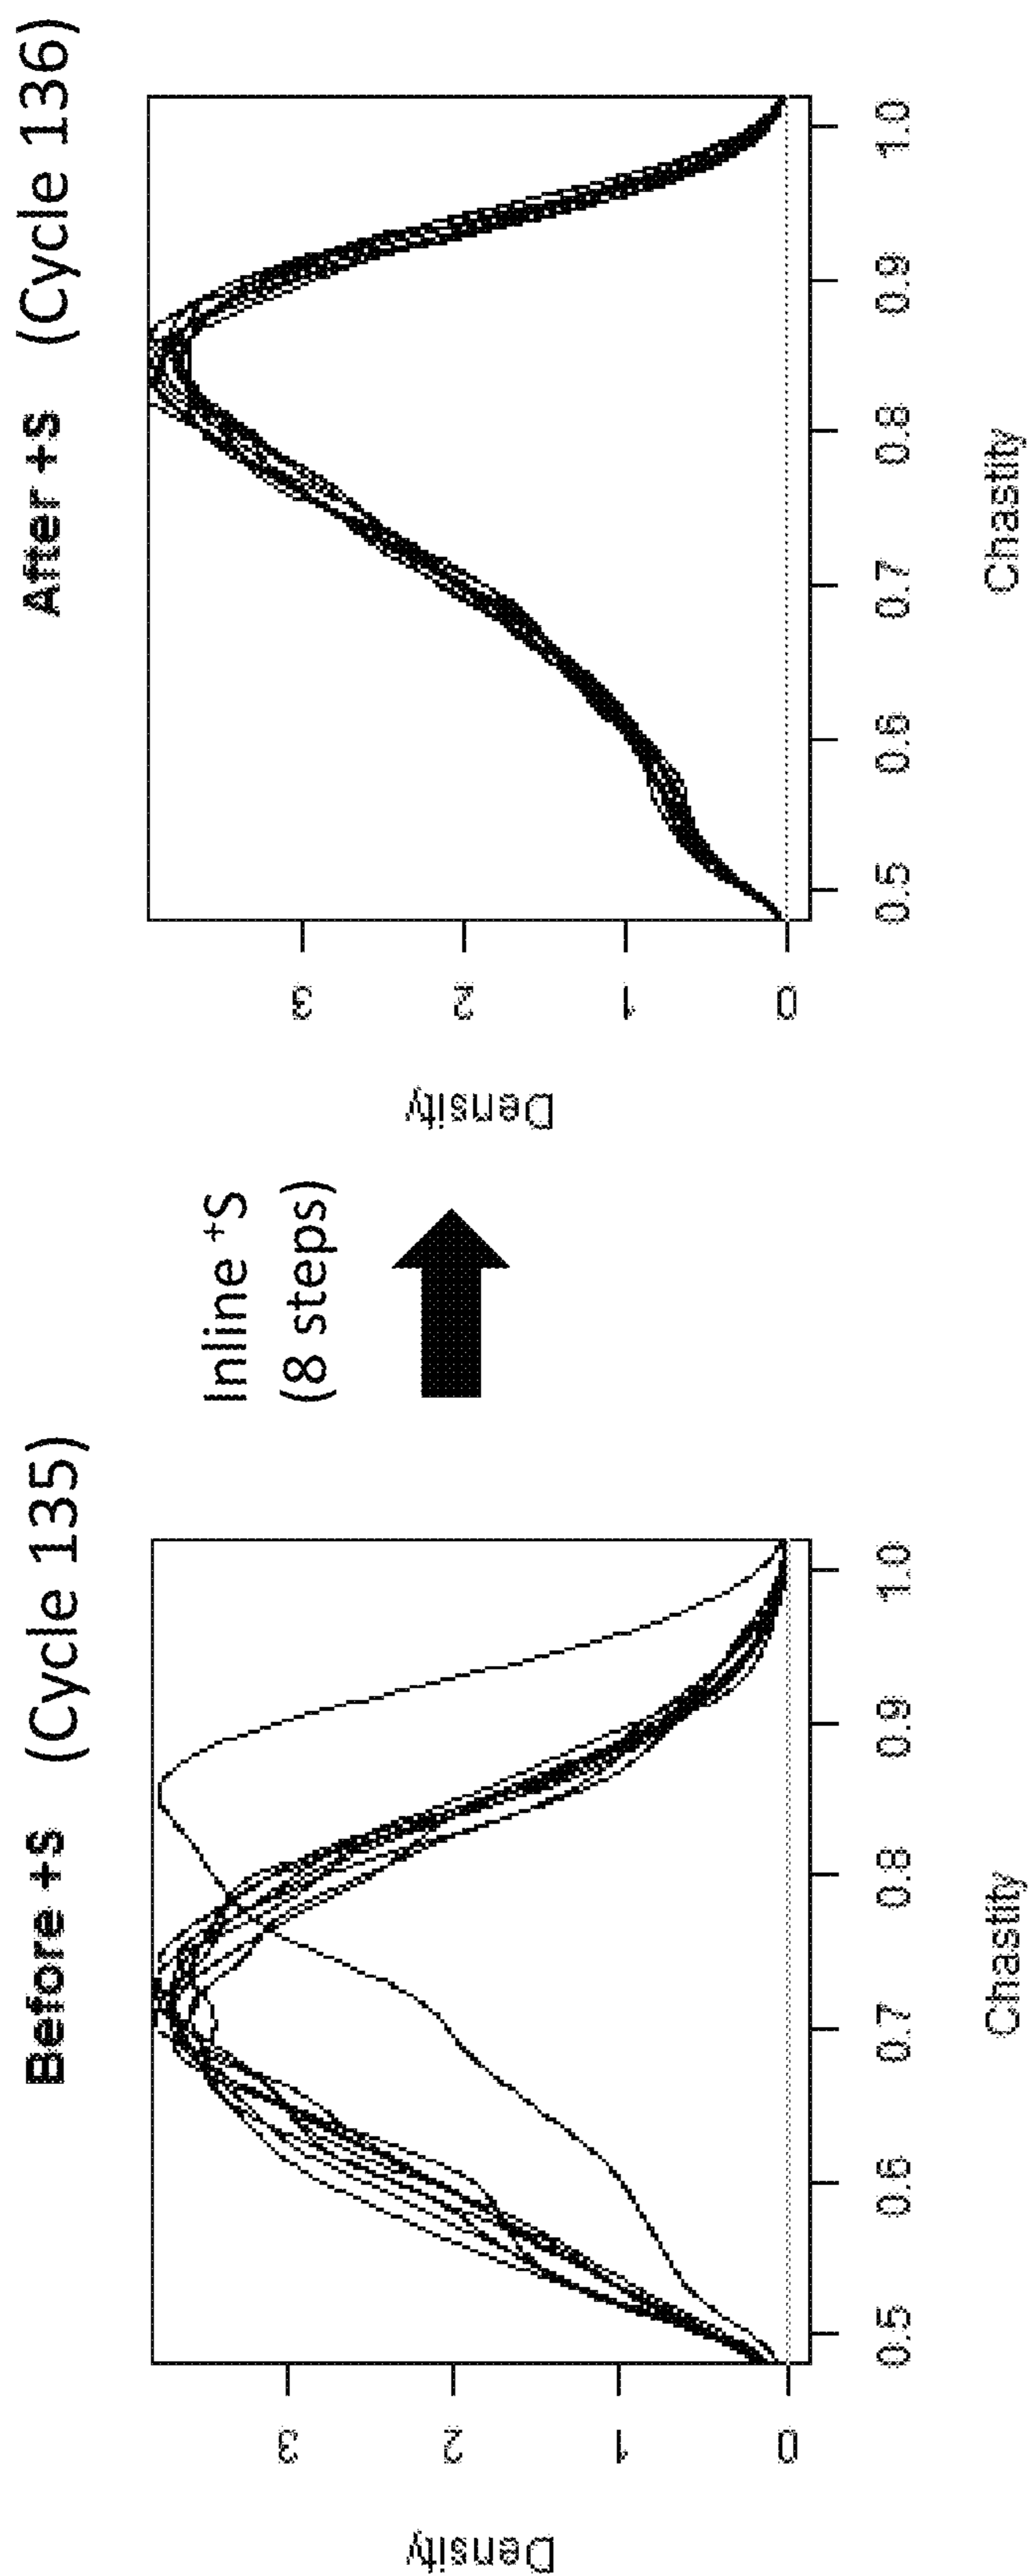 Before +s (Cycle 135)
Density
3
2
1
0
0.5 0.6 0.7 0.8 0.9 1.0
Chastity
Inline +S
(8 steps)
After +s (Cycle 136)
Density
3
2
1
0
0.5 0.6 0.7 0.8 0.9 1.0
Chastity